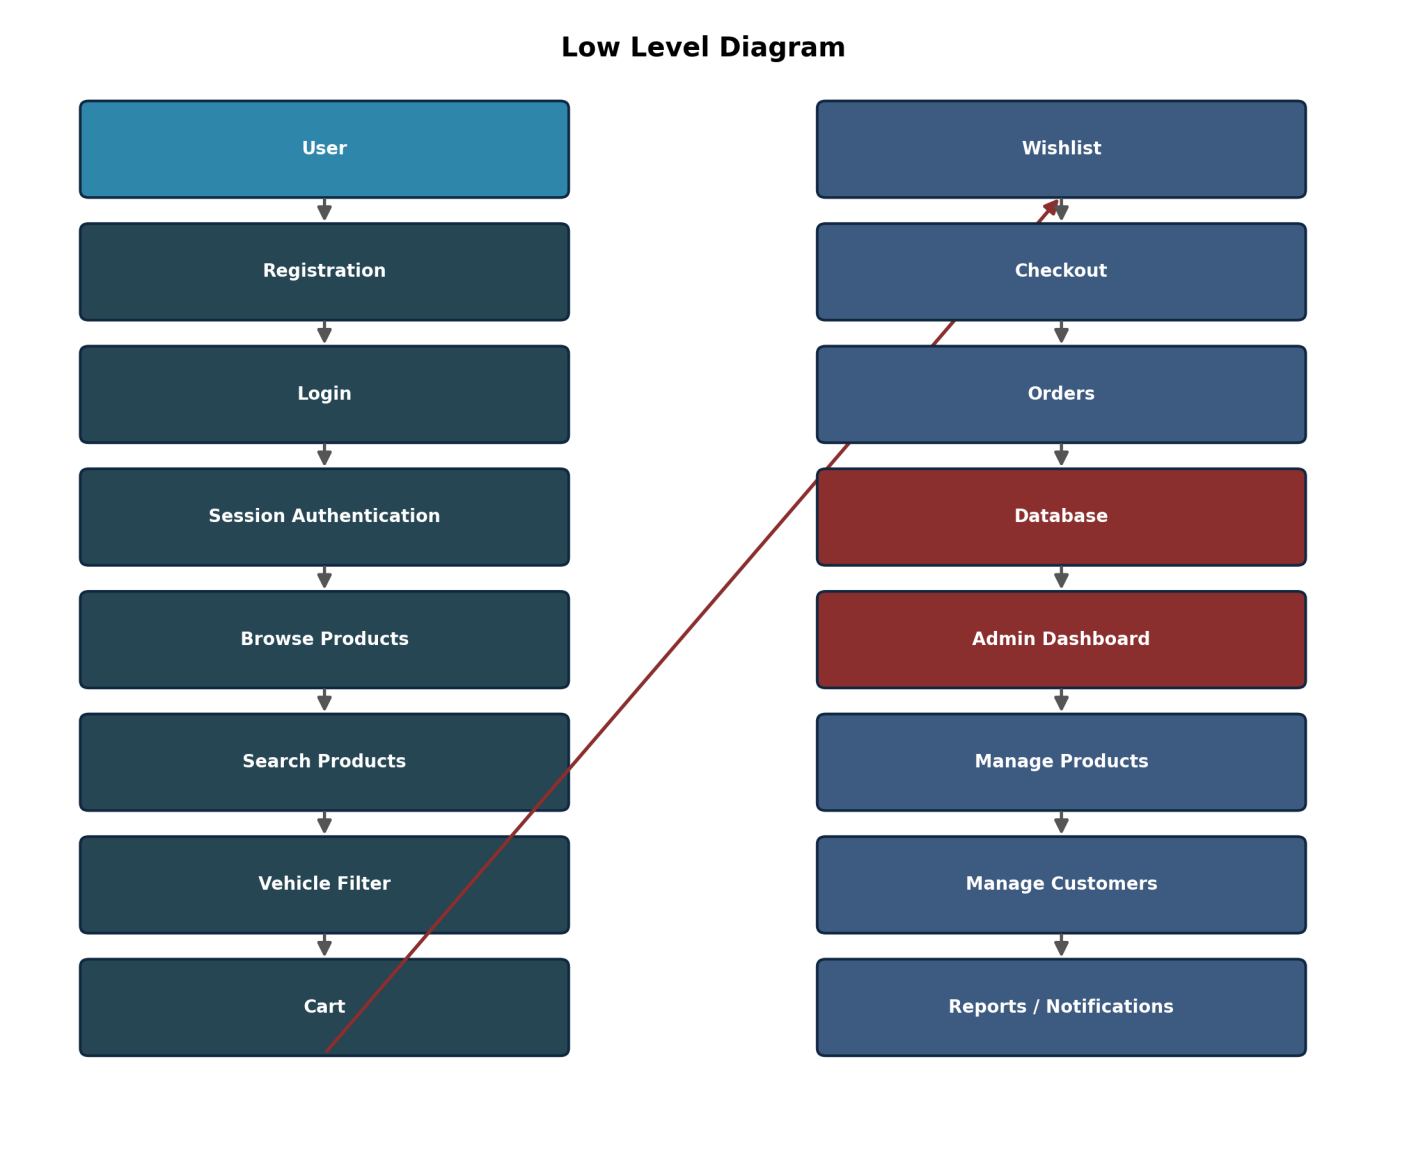 Low Level Diagram
User
Registration
Login
Session Authentication
Browse Products
Search Products
Vehicle Filter
Cart
Wishlist
Checkout
Orders
Database
Admin Dashboard
Manage Products
Manage Customers
Reports / Notifications